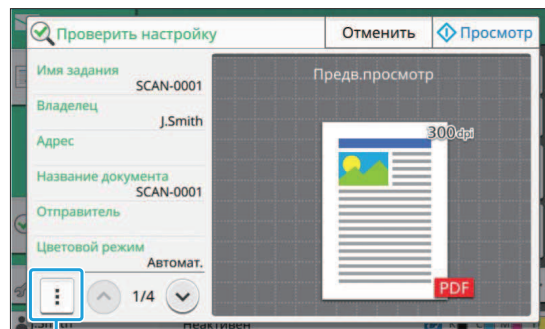 Проверить настройку
Отменить
Просмотр
Имя задания
SCAN-0001
Владелец
J.Smith
Адрес
Название документа
SCAN-0001
Отправитель
Цветовой режим
Автомат.
1/4
Предв.просмотр
300dpi
PDF
J.Smith
Неактивен